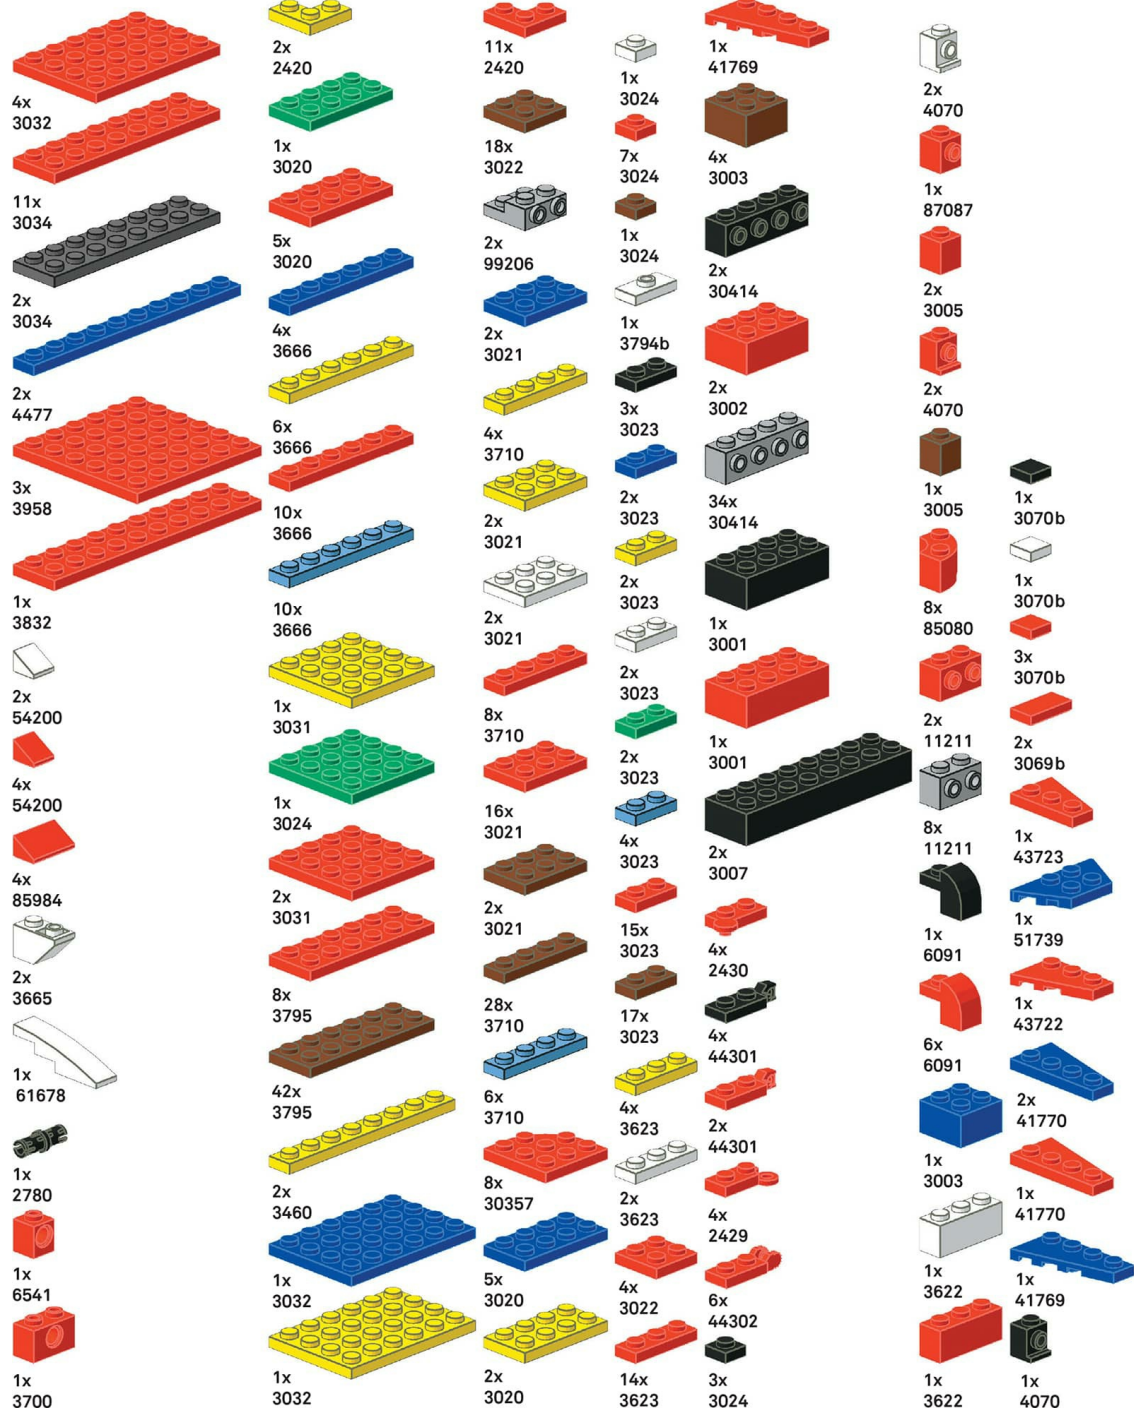 4x
3032
11x
3034
2x
3034
2x
4477
3x
3958
1x
3832
2x
54200
4x
54200
4x
85984
2x
3665
1x
61678
1x
2780
1x
6541
1x
3700
2x
2420
1x
3020
5x
3020
4x
3666
6x
3666
10x
3666
10x
3666
1x
3031
1x
3024
2x
3031
8x
3795
42x
3795
2x
3460
1x
3032
1x
3032
11x
2420
18x
3022
2x
99206
2x
3021
4x
3710
2x
3021
2x
3021
8x
3710
16x
3021
2x
3021
28x
3710
6x
3710
8x
30357
5x
3020
2x
3020
1x
3024
7x
3024
1x
3024
1x
3794b
3x
3023
2x
3023
2x
3023
2x
3023
2x
3023
4x
3023
15x
3023
17x
3023
4x
3623
2x
3623
4x
3022
14x
3623
1x
41769
4x
3003
2x
30414
2x
3002
34x
30414
1x
3001
1x
3001
2x
3007
4x
2430
4x
44301
2x
44301
4x
2429
6x
44302
3x
3024
2x
4070
1x
87087
2x
3005
2x
4070
1x
3005
8x
85080
2x
11211
8x
11211
1x
6091
6x
6091
1x
3003
1x
3622
1x
3622
1x
3070b
1x
3070b
3x
3070b
2x
3069b
1x
43723
1x
51739
1x
43722
2x
41770
1x
41770
1x
41769
1x
4070